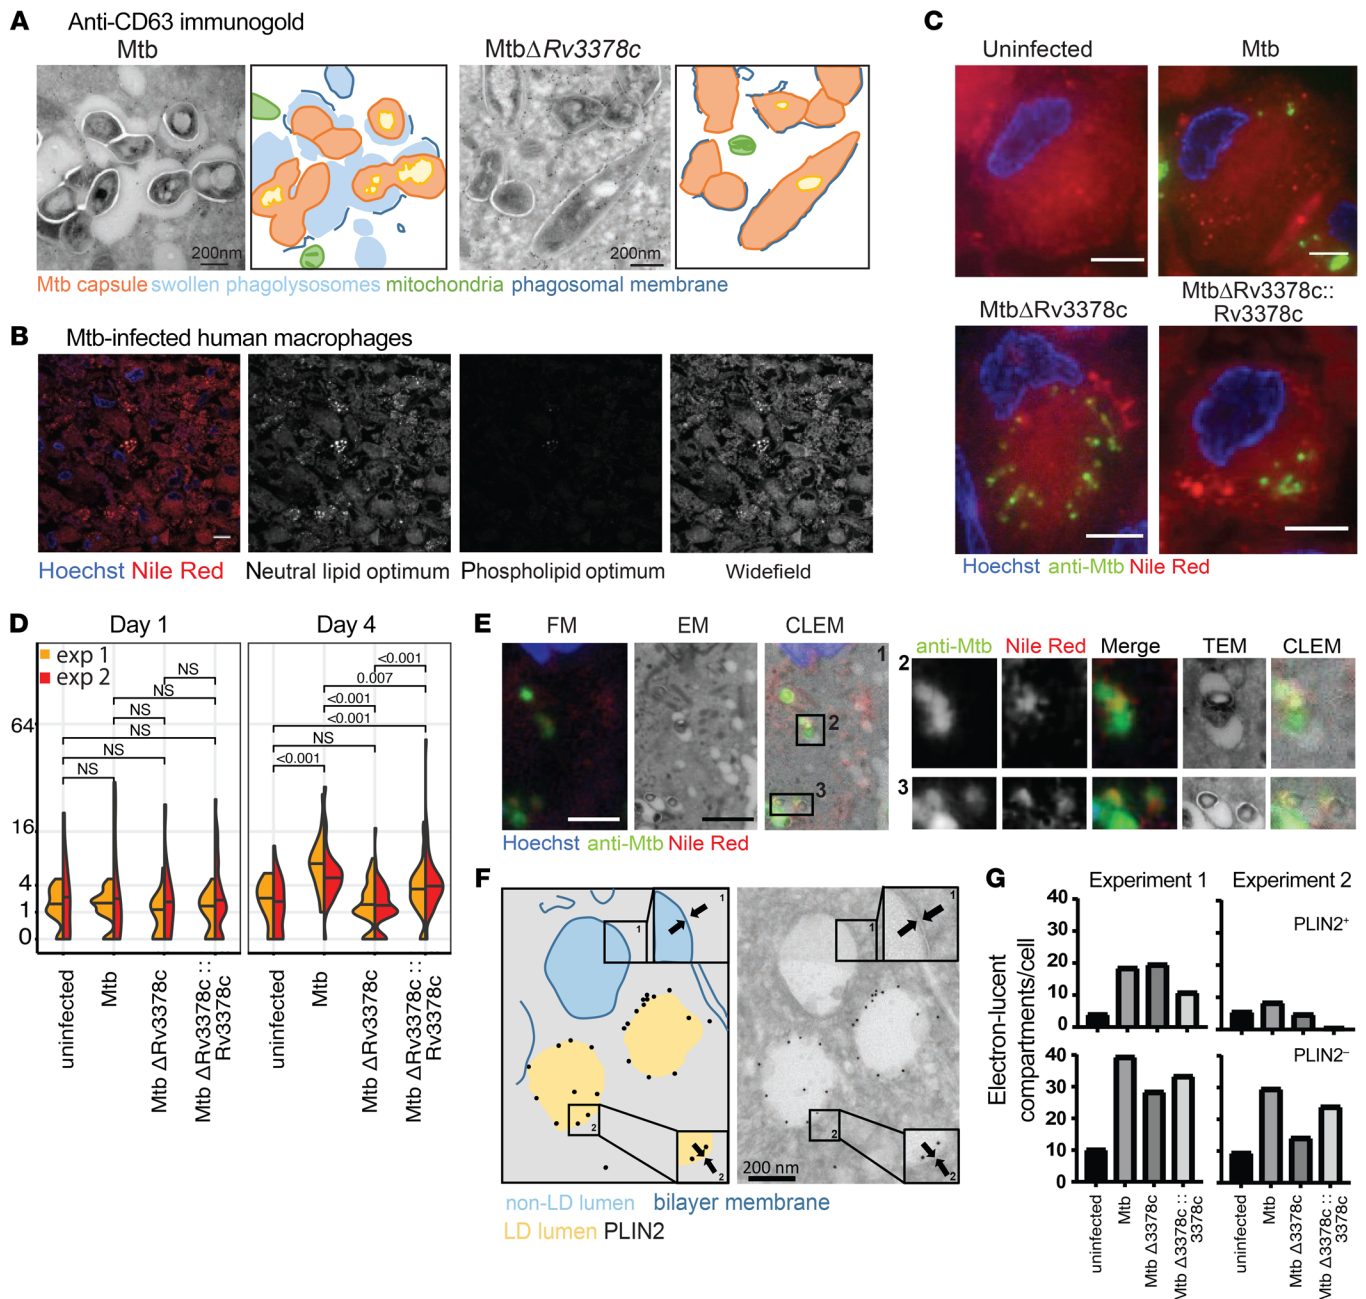 A
Anti-CD63 immunogold
Mtb
MtbΔRv3378c
200nm
200nm
Mtb capsule swollen phagolysosomes mitochondria phagosomal membrane
B
Mtb-infected human macrophages
Hoechst Nile Red
Neutral lipid optimum
Phospholipid optimum
Widefield
C
Uninfected
Mtb
MtbΔRv3378c
MtbΔRv3378c::
Rv3378c
Hoechst anti-Mtb Nile Red
D
Day 1
Day 4
exp 1
exp 2
64
16
4
1
0
NS
NS
NS
NS
NS
NS
<0.001
0.007
<0.001
<0.001
NS
<0.001
uninfected
Mtb
Mtb ΔRv3378c
Mtb ΔRv3378c ::
Rv3378c
uninfected
Mtb
Mtb ΔRv3378c
Mtb ΔRv3378c ::
Rv3378c
E
FM
EM
CLEM
1
2
3
Hoechst anti-Mtb Nile Red
anti-Mtb
Nile Red
Merge
TEM
CLEM
2
3
F
1
1
2
2
1
1
2
2
200 nm
non-LD lumen
bilayer membrane
LD lumen PLIN2
G
Experiment 1
Experiment 2
Electron-lucent
compartments/cell
40
30
20
10
0
PLIN2+
40
30
20
10
0
PLIN2−
uninfected
Mtb
Mtb Δ3378c
Mtb Δ3378c ::
3378c
uninfected
Mtb
Mtb Δ3378c
Mtb Δ3378c ::
3378c